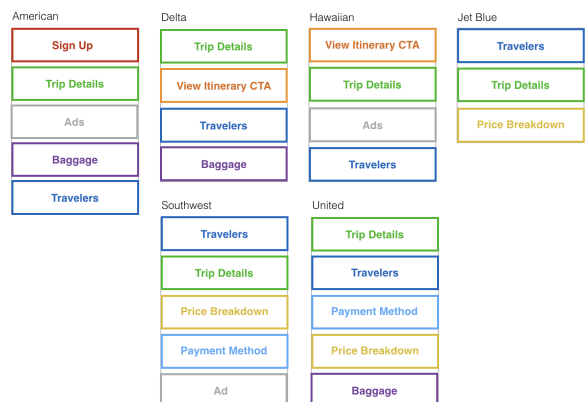 American
Sign Up
Trip Details
Ads
Baggage
Travelers
Delta
Trip Details
View Itinerary CTA
Travelers
Baggage
Hawaiian
View Itinerary CTA
Trip Details
Ads
Travelers
Jet Blue
Travelers
Trip Details
Price Breakdown
Southwest
Travelers
Trip Details
Price Breakdown
Payment Method
Ad
United
Trip Details
Travelers
Payment Method
Price Breakdown
Baggage